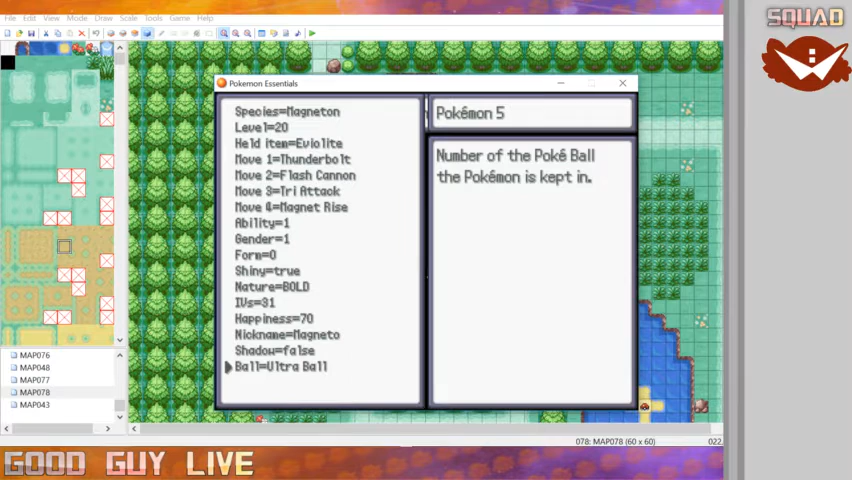 SQUAD
File Edit View Mode Draw Scale Tools Game Help
Pokemon Essentials
Species=Magneton
Level=20
Held item=Eviolite
Move 1=Thunderbolt
Move 2=Flash Cannon
Move 3=Tri Attack
Move 4=Magnet Rise
Ability=1
Gender=1
Form=0
Shiny=true
Nature=BOLD
IVs=31
Happiness=70
Nickname=Magneto
Shadow=false
Ball=Ultra Ball
Pokémon 5
Number of the Poké Ball
the Pokémon is kept in.
MAP076
MAP048
MAP077
MAP078
MAP043
078: MAP078 (60 x 60)
022,
GOOD GUY LIVE